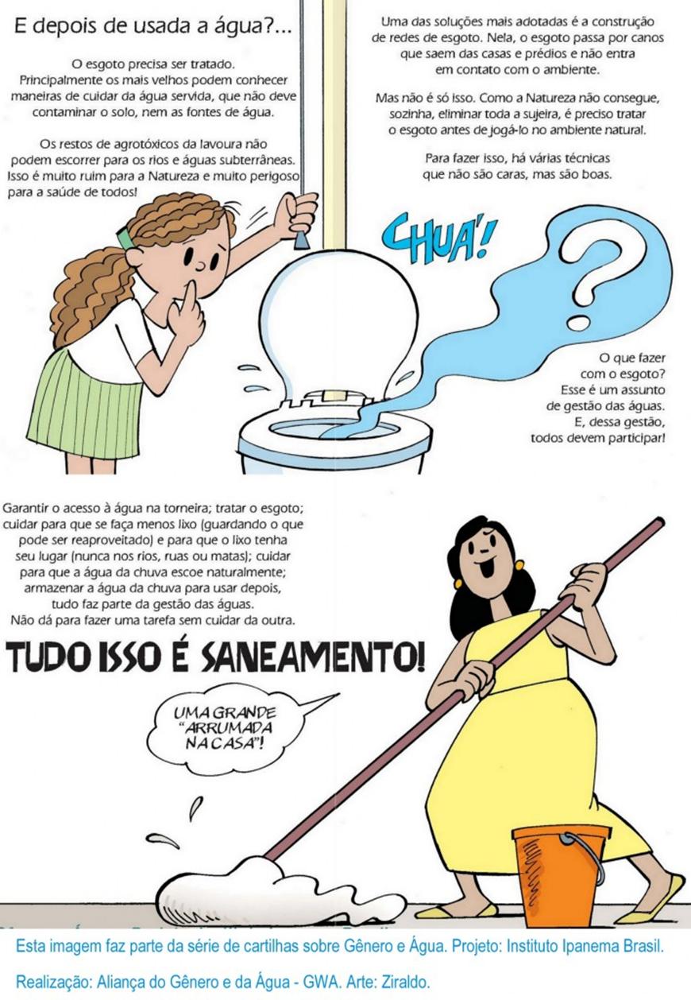 E depois de usada a água?...
O esgoto precisa ser tratado.
Principalmente os mais velhos podem conhecer
maneiras de cuidar da água servida, que não deve
contaminar o solo, nem as fontes de água.
Os restos de agrotóxicos da lavoura não
podem escorrer para os rios e águas subterrâneas.
Isso é muito ruim para a Natureza e muito perigoso
para a saúde de todos!
Uma das soluções mais adotadas é a construção
de redes de esgoto. Nela, o esgoto passa por canos
que saem das casas e prédios e não entra
em contato com o ambiente.
Mas não é só isso. Como a Natureza não consegue,
sozinha, eliminar toda a sujeira, é preciso tratar
o esgoto antes de jogá-lo no ambiente natural.
Para fazer isso, há várias técnicas
que não são caras, mas são boas.
CHUÁ!
?
O que fazer
com o esgoto?
Esse é um assunto
de gestão das águas.
E, dessa gestão,
todos devem participar!
Garantir o acesso à água na torneira; tratar o esgoto;
cuidar para que se faça menos lixo (guardando o que
pode ser reaproveitado) e para que o lixo tenha
seu lugar (nunca nos rios, ruas ou matas); cuidar
para que a água da chuva escoe naturalmente;
armazenar a água da chuva para usar depois,
tudo faz parte da gestão das águas.
Não dá para fazer uma tarefa sem cuidar da outra.
TUDO ISSO É SANEAMENTO!
UMA GRANDE
"ARRUMADA
NA CASA"!
Esta imagem faz parte da série de cartilhas sobre Gênero e Água. Projeto: Instituto Ipanema Brasil.
Realização: Aliança do Gênero e da Água - GWA. Arte: Ziraldo.